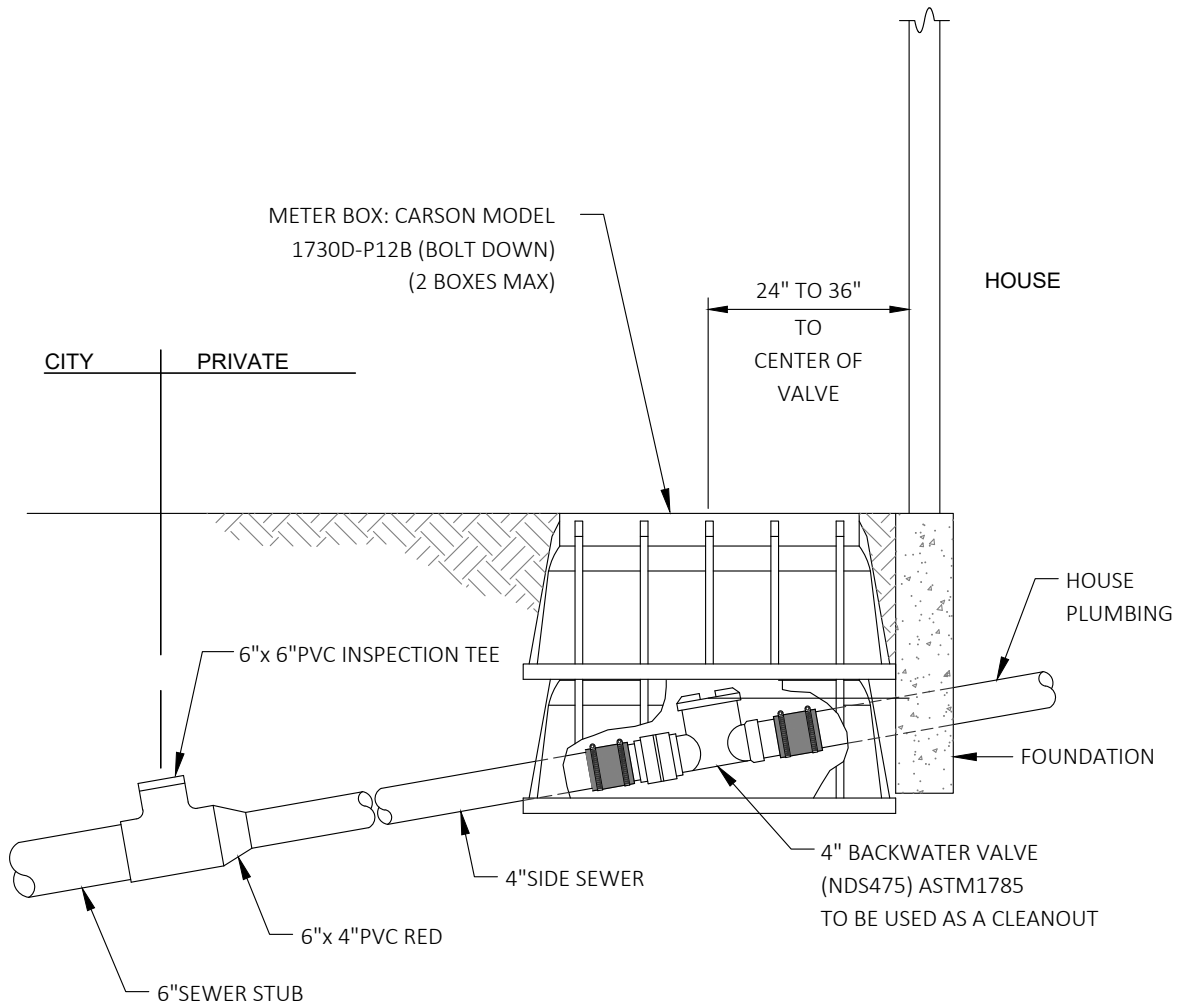 METER BOX: CARSON MODEL
1730D-P12B (BOLT DOWN)
(2 BOXES MAX)
24" TO 36"
TO
CENTER OF
VALVE
HOUSE
CITY
PRIVATE
HOUSE
PLUMBING
6"x 6"PVC INSPECTION TEE
FOUNDATION
4" BACKWATER VALVE
(NDS475) ASTM1785
TO BE USED AS A CLEANOUT
4"SIDE SEWER
6"x 4"PVC RED
6"SEWER STUB